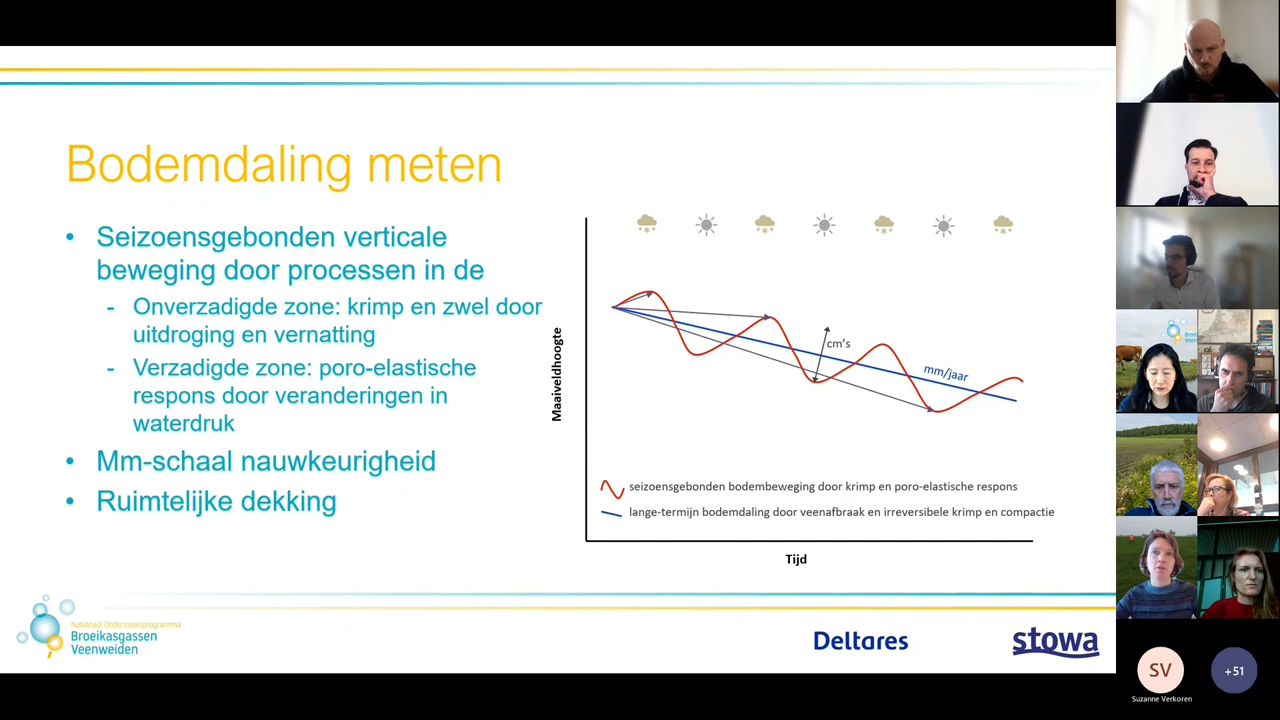 Bodemdaling meten
• Seizoensgebonden verticale
beweging door processen in de
- Onverzadigde zone: krimp en zwel door
uitdroging en vernatting
- Verzadigde zone: poro-elastische
respons door veranderingen in
waterdruk
• Mm-schaal nauwkeurigheid
• Ruimtelijke dekking
Maaiveldhoogte
cm's
mm/jaar
seizoensgebonden bodembeweging door krimp en poro-elastische respons
lange-termijn bodemdaling door veenafbraak en irreversibele krimp en compactie
Tijd
Nationaal Onderzoeksprogramma
Broeikasgassen
Veenweiden
Deltares
stowa
SV
Suzanne Verkoren
+51